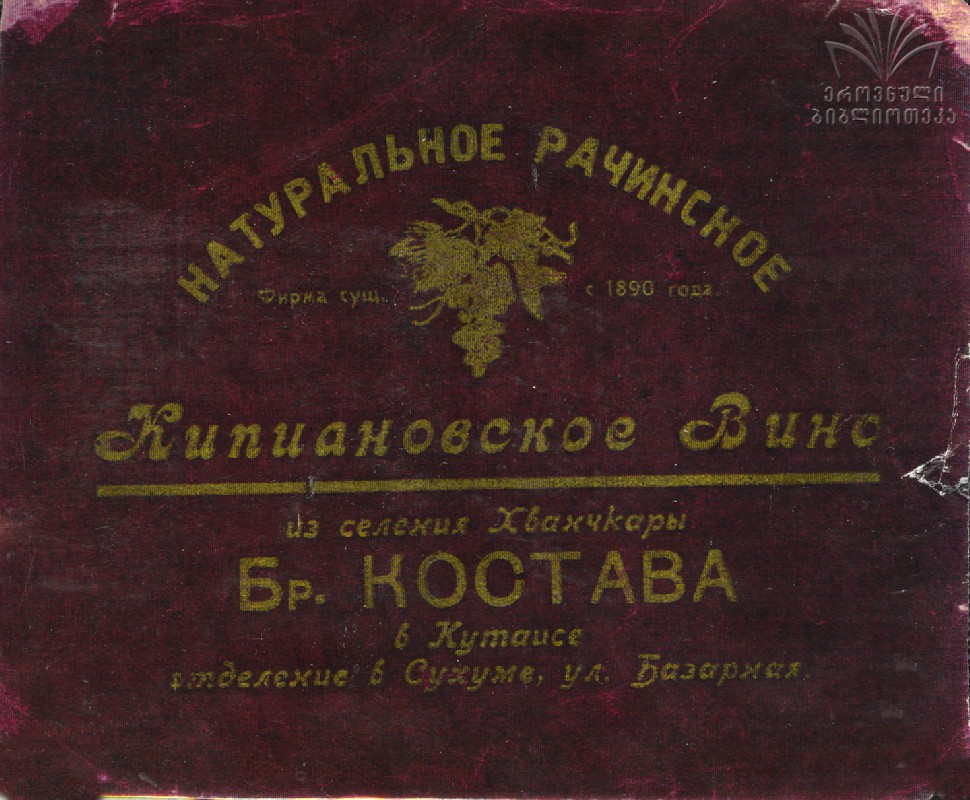 ეროვნული
ბიბლიოთეკა
НАТУРАЛЬНОЕ РАЧИНСКОЕ
Фирма сущ. с 1890 года.
Кипиановское Вино
из селения Хванчкары
Бр. КОСТАВА
в Кутаисе
отделение в Сухуме, ул. Базарная.